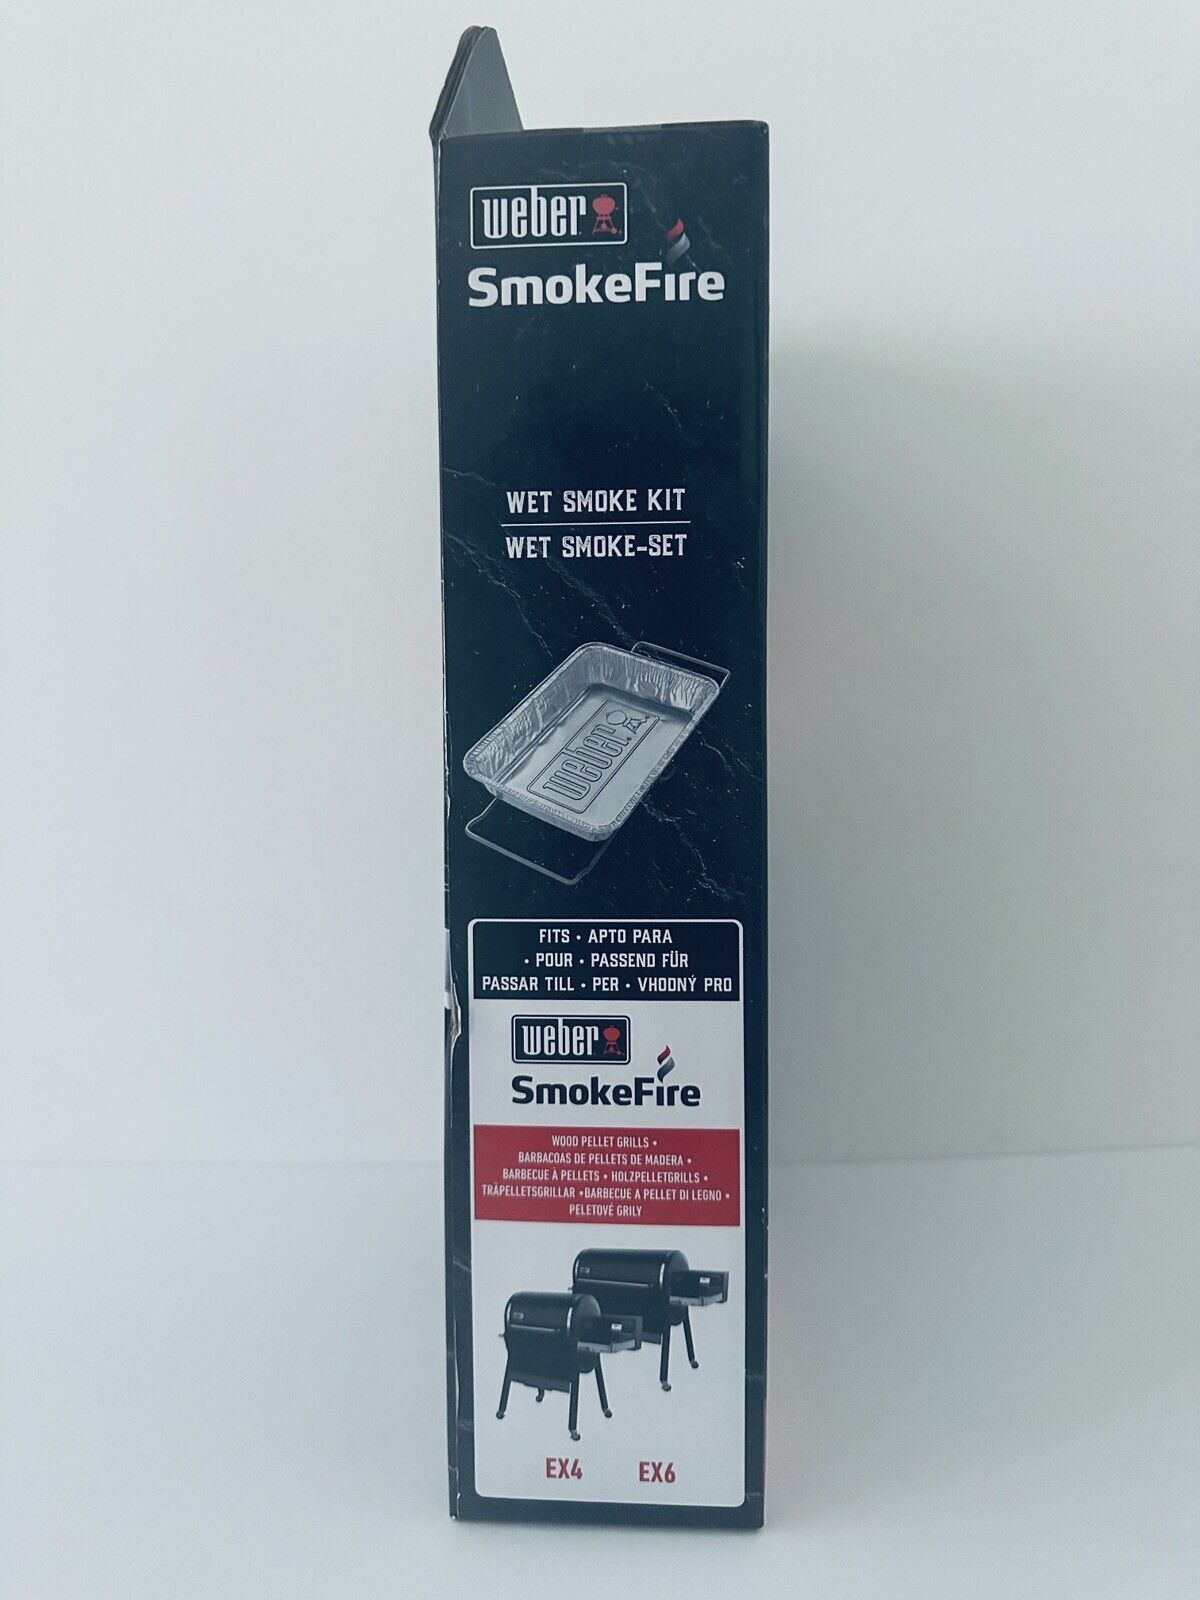 weber
SmokeFire
WET SMOKE KIT
WET SMOKE-SET
weber
FITS • APTO PARA
• POUR • PASSEND FÜR
PASSAR TILL • PER • VHODNÝ PRO
weber
SmokeFire
WOOD PELLET GRILLS •
BARBACOAS DE PELLETS DE MADERA •
BARBECUE À PELLETS • HOLZPELLETGRILLS •
TRÄPELLETSGRILLAR •BARBECUE A PELLET DI LEGNO •
PELETOVÉ GRILY
EX4 EX6